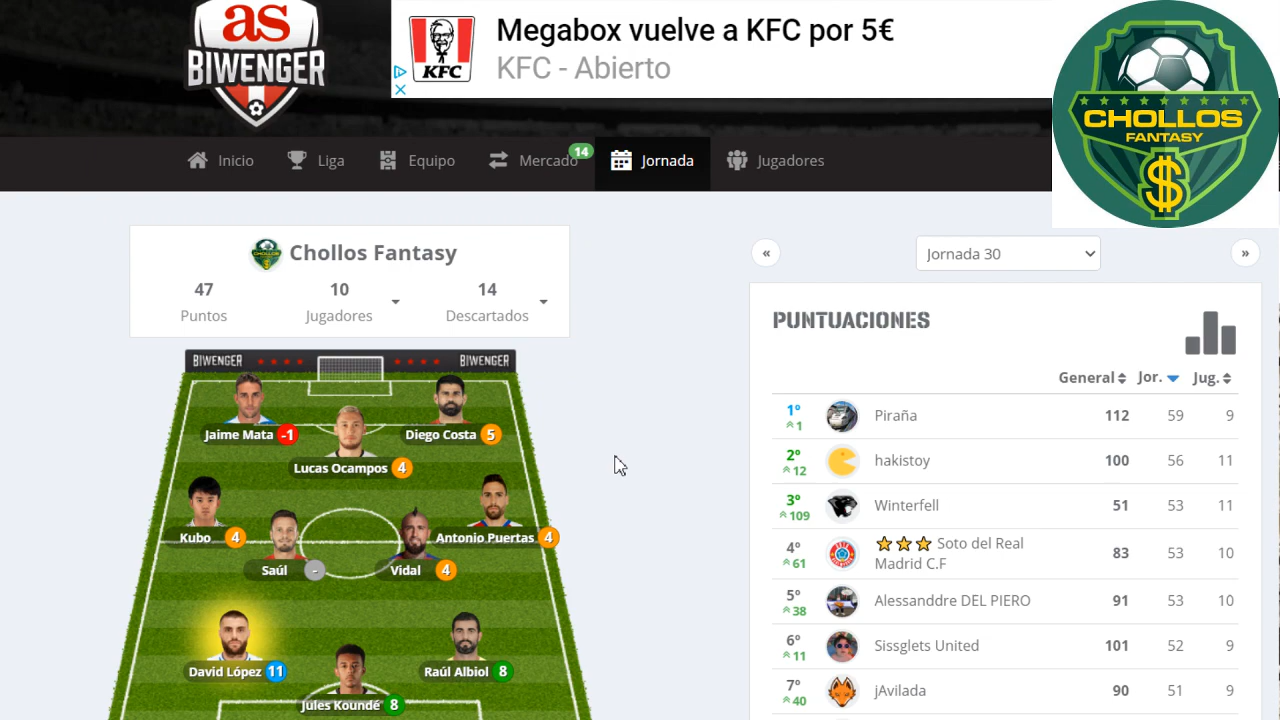 as
BIWENGER
KFC
Megabox vuelve a KFC por 5€
KFC - Abierto
CHOLLOS
FANTASY
$
Inicio
Liga
Equipo
Mercado 14
Jornada
Jugadores
Chollos Fantasy
47
10
14
Puntos
Jugadores
Descartados
BIWENGER
BIWENGER
Jaime Mata -1
Diego Costa 5
Lucas Ocampos 4
Kubo 4
Antonio Puertas 4
Saúl -
Vidal 4
David López 11
Raúl Albiol 8
Jules Koundé 8
«
Jornada 30
»
PUNTUACIONES
General Jor. Jug.
1º 1 Piraña 112 59 9
2º 12 hakistoy 100 56 11
3º 109 Winterfell 51 53 11
4º 61 Soto del Real
Madrid C.F 83 53 10
5º 38 Alessanddre DEL PIERO 91 53 10
6º 11 Sissglets United 101 52 9
7º 40 jAvilada 90 51 9